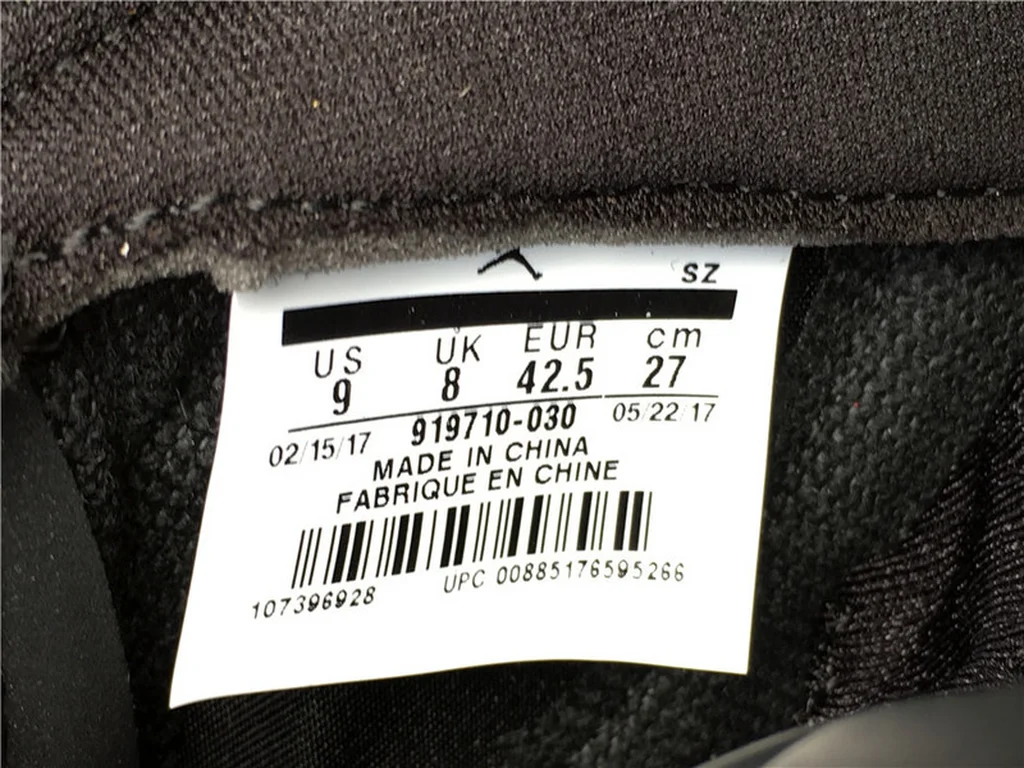 SZ
US UK EUR cm
9 8 42.5 27
02/15/17 919710-030 05/22/17
MADE IN CHINA
FABRIQUE EN CHINE
107396928 UPC 00885176595266